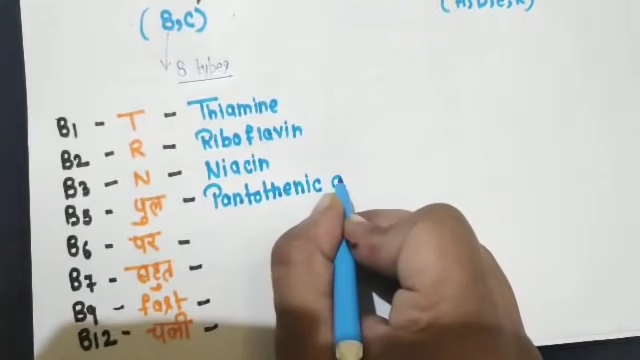 (B,C)
(A,D,E,K)
8 types
B1 - T - Thiamine
B2 - R - Riboflavin
B3 - N - Niacin
B5 - पुल - Pantothenic
B6 - पर -
B7 - बहुत -
B9 - fast -
B12 - चली -